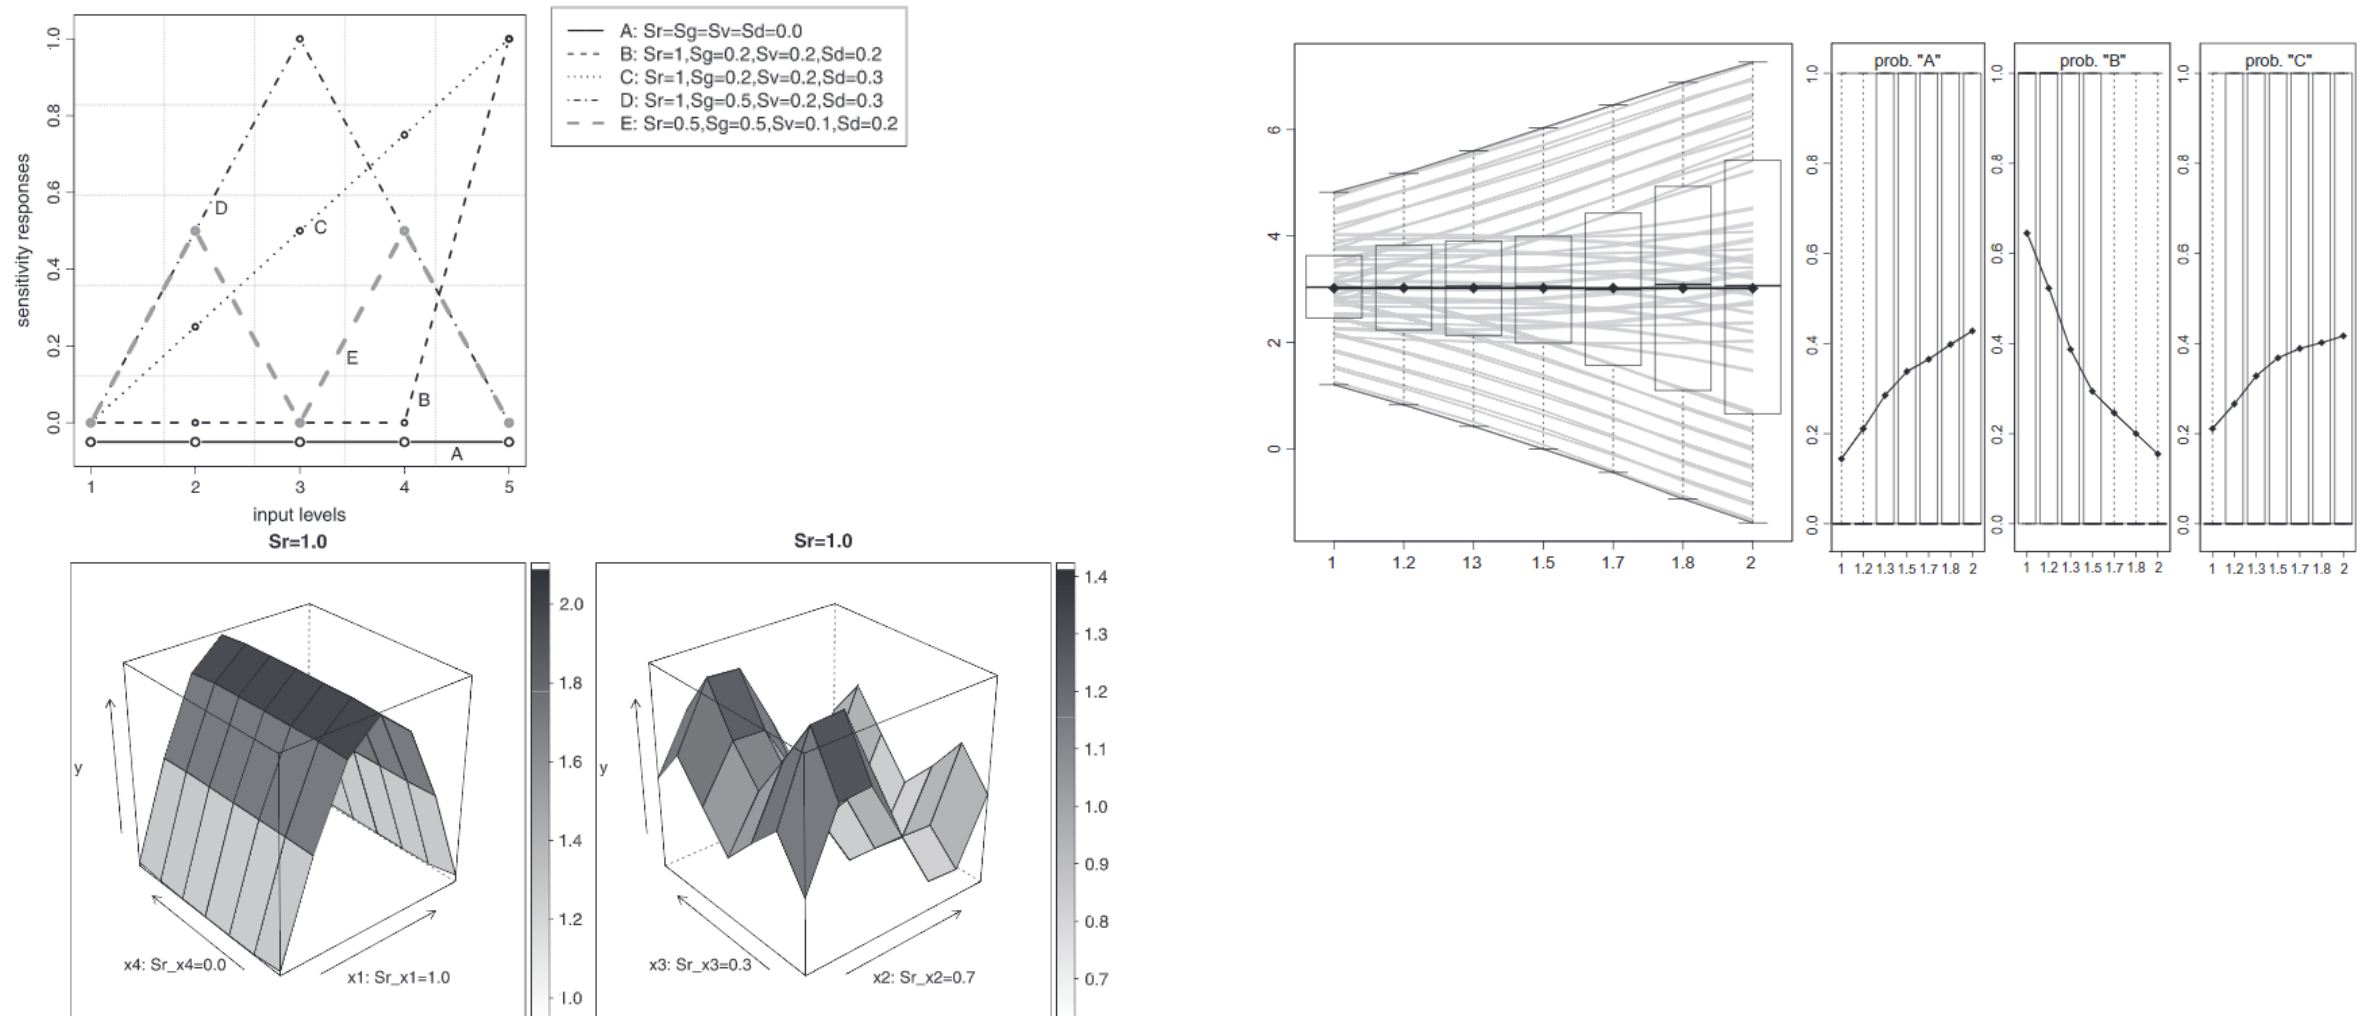 A: Sr=Sg=Sv=Sd=0.0
B: Sr=1,Sg=0.2,Sv=0.2,Sd=0.2
C: Sr=1,Sg=0.2,Sv=0.2,Sd=0.3
D: Sr=1,Sg=0.5,Sv=0.2,Sd=0.3
E: Sr=0.5,Sg=0.5,Sv=0.1,Sd=0.2
sensitivity responses
0.0 0.2 0.4 0.6 0.8 1.0
D
C
E
B
A
1 2 3 4 5
input levels
6
4
2
0
1 1.2 13 1.5 1.7 1.8 2
prob. "A"
0.0 0.2 0.4 0.6 0.8 1.0
1 1.2 1.3 1.5 1.7 1.8 2
prob. "B"
0.0 0.2 0.4 0.6 0.8 1.0
1 1.2 1.3 1.5 1.7 1.8 2
prob. "C"
0.0 0.2 0.4 0.6 0.8 1.0
1 1.2 1.3 1.5 1.7 1.8 2
Sr=1.0
y
x4: Sr_x4=0.0
x1: Sr_x1=1.0
2.0
1.8
1.6
1.4
1.2
1.0
Sr=1.0
y
x3: Sr_x3=0.3
x2: Sr_x2=0.7
1.4
1.3
1.2
1.1
1.0
0.9
0.8
0.7